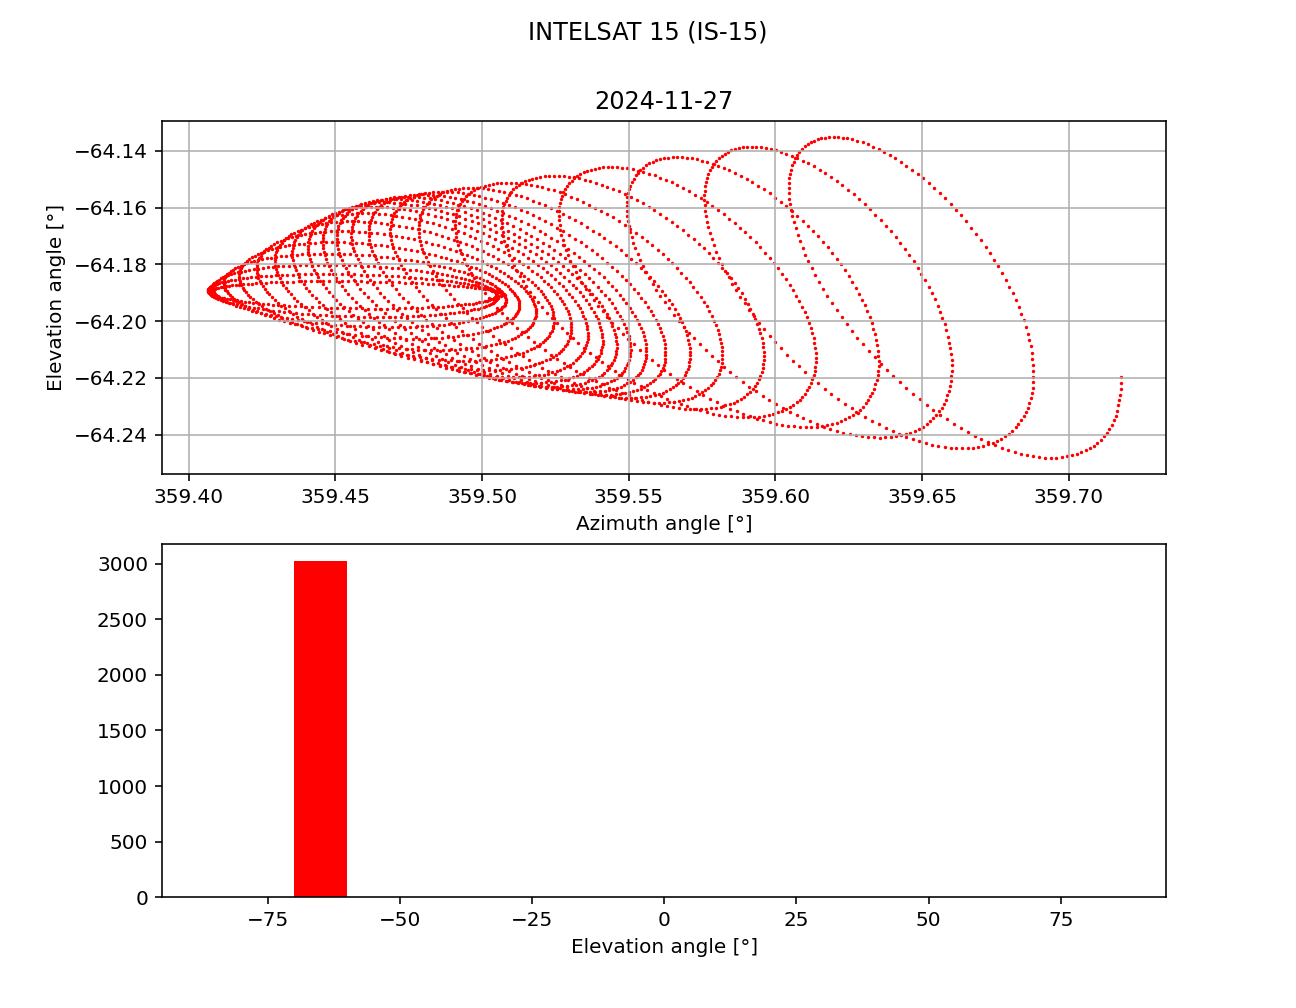 INTELSAT 15 (IS-15)
2024-11-27
−64.14
−64.16
−64.18
−64.20
−64.22
−64.24
Elevation angle [°]
359.40 359.45 359.50 359.55 359.60 359.65 359.70
Azimuth angle [°]
3000
2500
2000
1500
1000
500
0
−75 −50 −25 0 25 50 75
Elevation angle [°]